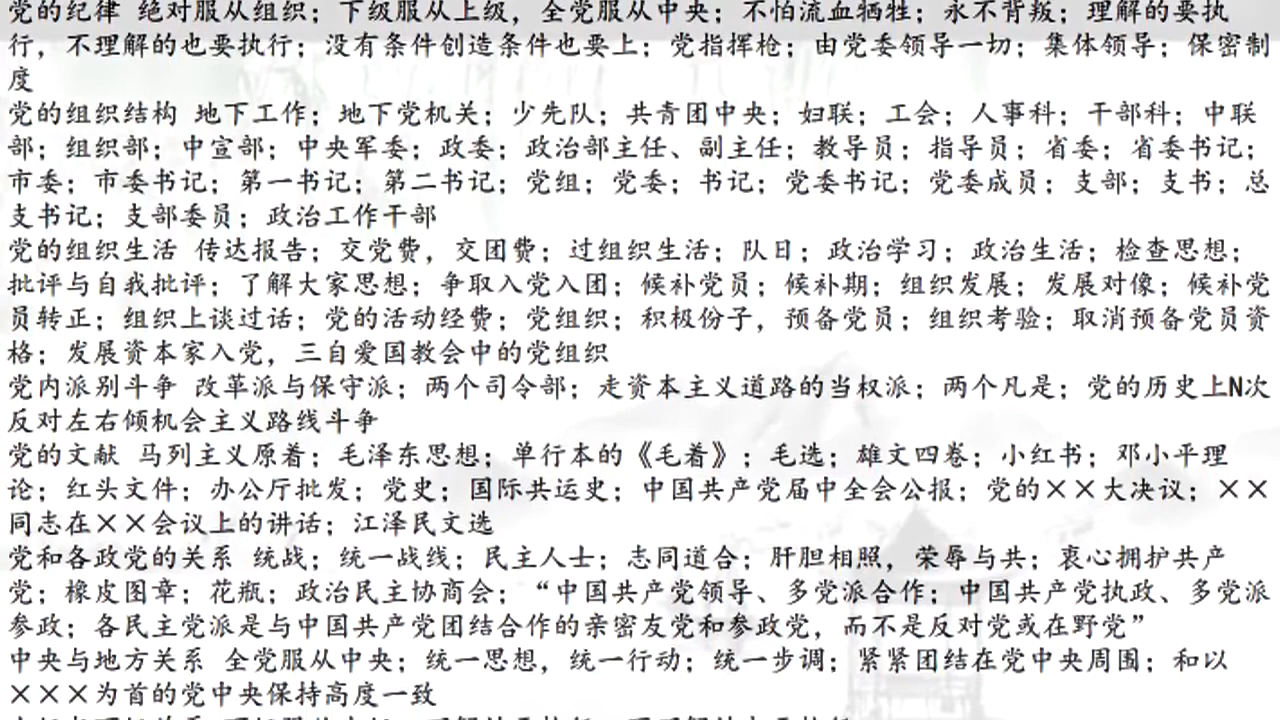 党的纪律 绝对服从组织；下级服从上级，全党服从中央；不怕流血牺牲；永不背叛；理解的要执
行，不理解的也要执行；没有条件创造条件也要上；党指挥枪；由党委领导一切；集体领导；保密制
度
党的组织结构 地下工作；地下党机关；少先队；共青团中央；妇联；工会；人事科；干部科；中联
部；组织部；中宣部；中央军委；政委；政治部主任、副主任；教导员；指导员；省委；省委书记；
市委；市委书记；第一书记；第二书记；党组；党委；书记；党委书记；党委成员；支部；支书；总
支书记；支部委员；政治工作干部
党的组织生活 传达报告；交党费，交团费；过组织生活；队日；政治学习；政治生活；检查思想；
批评与自我批评；了解大家思想；争取入党入团；候补党员；候补期；组织发展；发展对像；候补党
员转正；组织上谈过话；党的活动经费；党组织；积极份子，预备党员；组织考验；取消预备党员资
格；发展资本家入党，三自爱国教会中的党组织
党内派别斗争 改革派与保守派；两个司令部；走资本主义道路的当权派；两个凡是；党的历史上N次
反对左右倾机会主义路线斗争
党的文献 马列主义原着；毛泽东思想；单行本的《毛着》；毛选；雄文四卷；小红书；邓小平理
论；红头文件；办公厅批发；党史；国际共运史；中国共产党届中全会公报；党的××大决议；××
同志在××会议上的讲话；江泽民文选
党和各政党的关系 统战；统一战线；民主人士；志同道合；肝胆相照，荣辱与共；衷心拥护共产
党；橡皮图章；花瓶；政治民主协商会；“中国共产党领导、多党派合作；中国共产党执政、多党派
参政；各民主党派是与中国共产党团结合作的亲密友党和参政党，而不是反对党或在野党”
中央与地方关系 全党服从中央；统一思想，统一行动；统一步调；紧紧团结在党中央周围；和以
×××为首的党中央保持高度一致